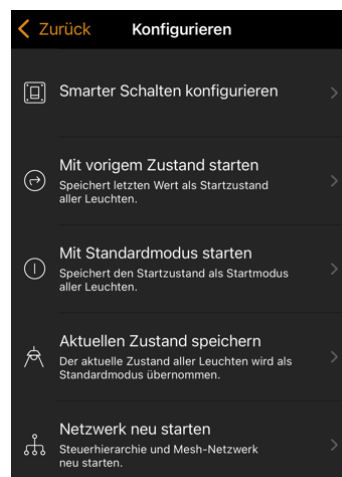 Zurück Konfigurieren
Smarter Schalten konfigurieren
Mit vorigem Zustand starten
Speichert letzten Wert als Startzustand
aller Leuchten.
Mit Standardmodus starten
Speichert den Startzustand als Startmodus
aller Leuchten.
Aktuellen Zustand speichern
Der aktuelle Zustand aller Leuchten wird als
Standardmodus übernommen.
Netzwerk neu starten
Steuerhierarchie und Mesh-Netzwerk
neu starten.